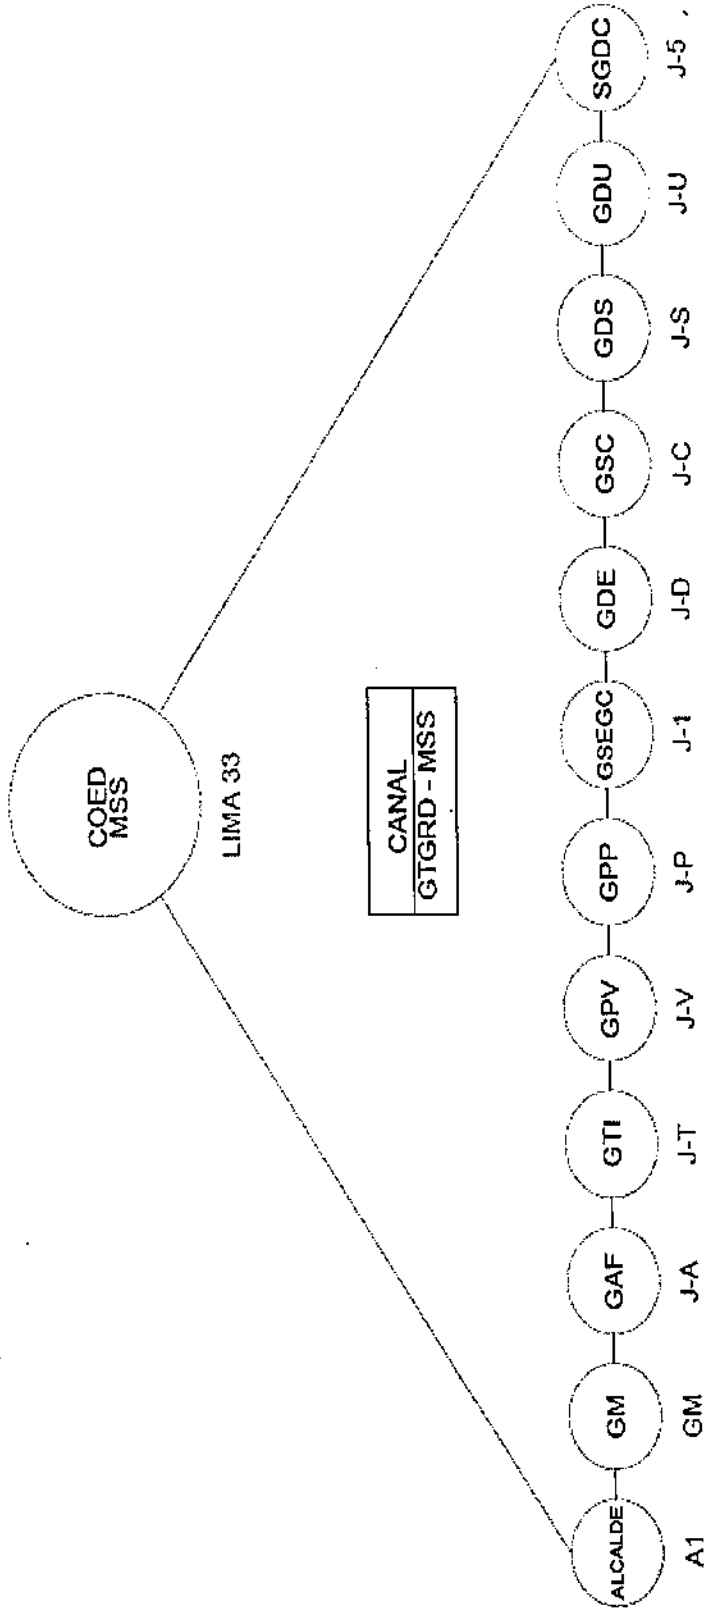 COED
MSS
LIMA 33
CANAL
GTGRD - MSS
ALCALDE
GM
GAF
GTI
GPV
GPP
GSEGC
GDE
GSC
GDS
GDU
SGDC
A1
GM
J-A
J-T
J-V
J-P
J-1
J-D
J-C
J-S
J-U
J-5